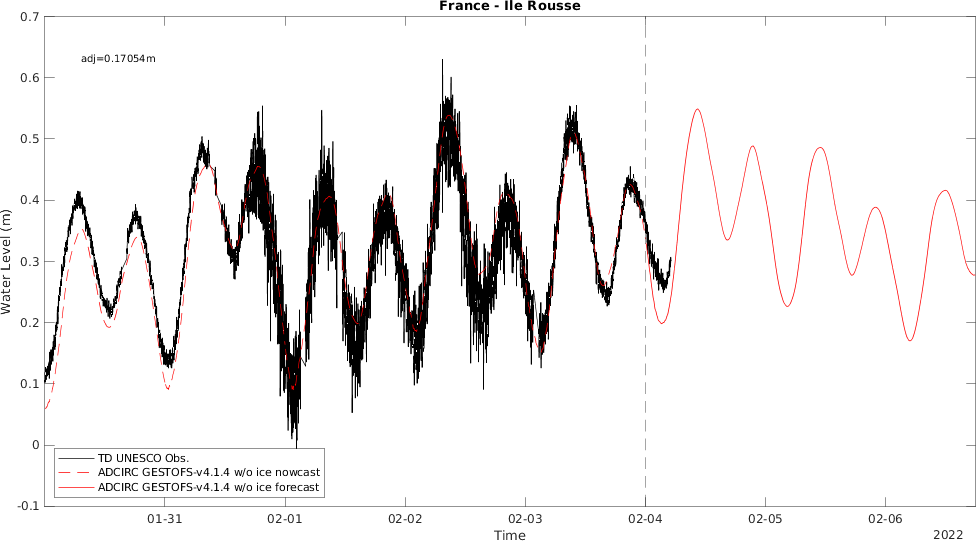 France - Ile Rousse
adj=0.17054m
0.7
0.6
0.5
0.4
0.3
0.2
0.1
0
-0.1
Water Level (m)
TD UNESCO Obs.
ADCIRC GESTOFS-v4.1.4 w/o ice nowcast
ADCIRC GESTOFS-v4.1.4 w/o ice forecast
01-31 02-01 02-02 02-03 02-04 02-05 02-06
Time
2022